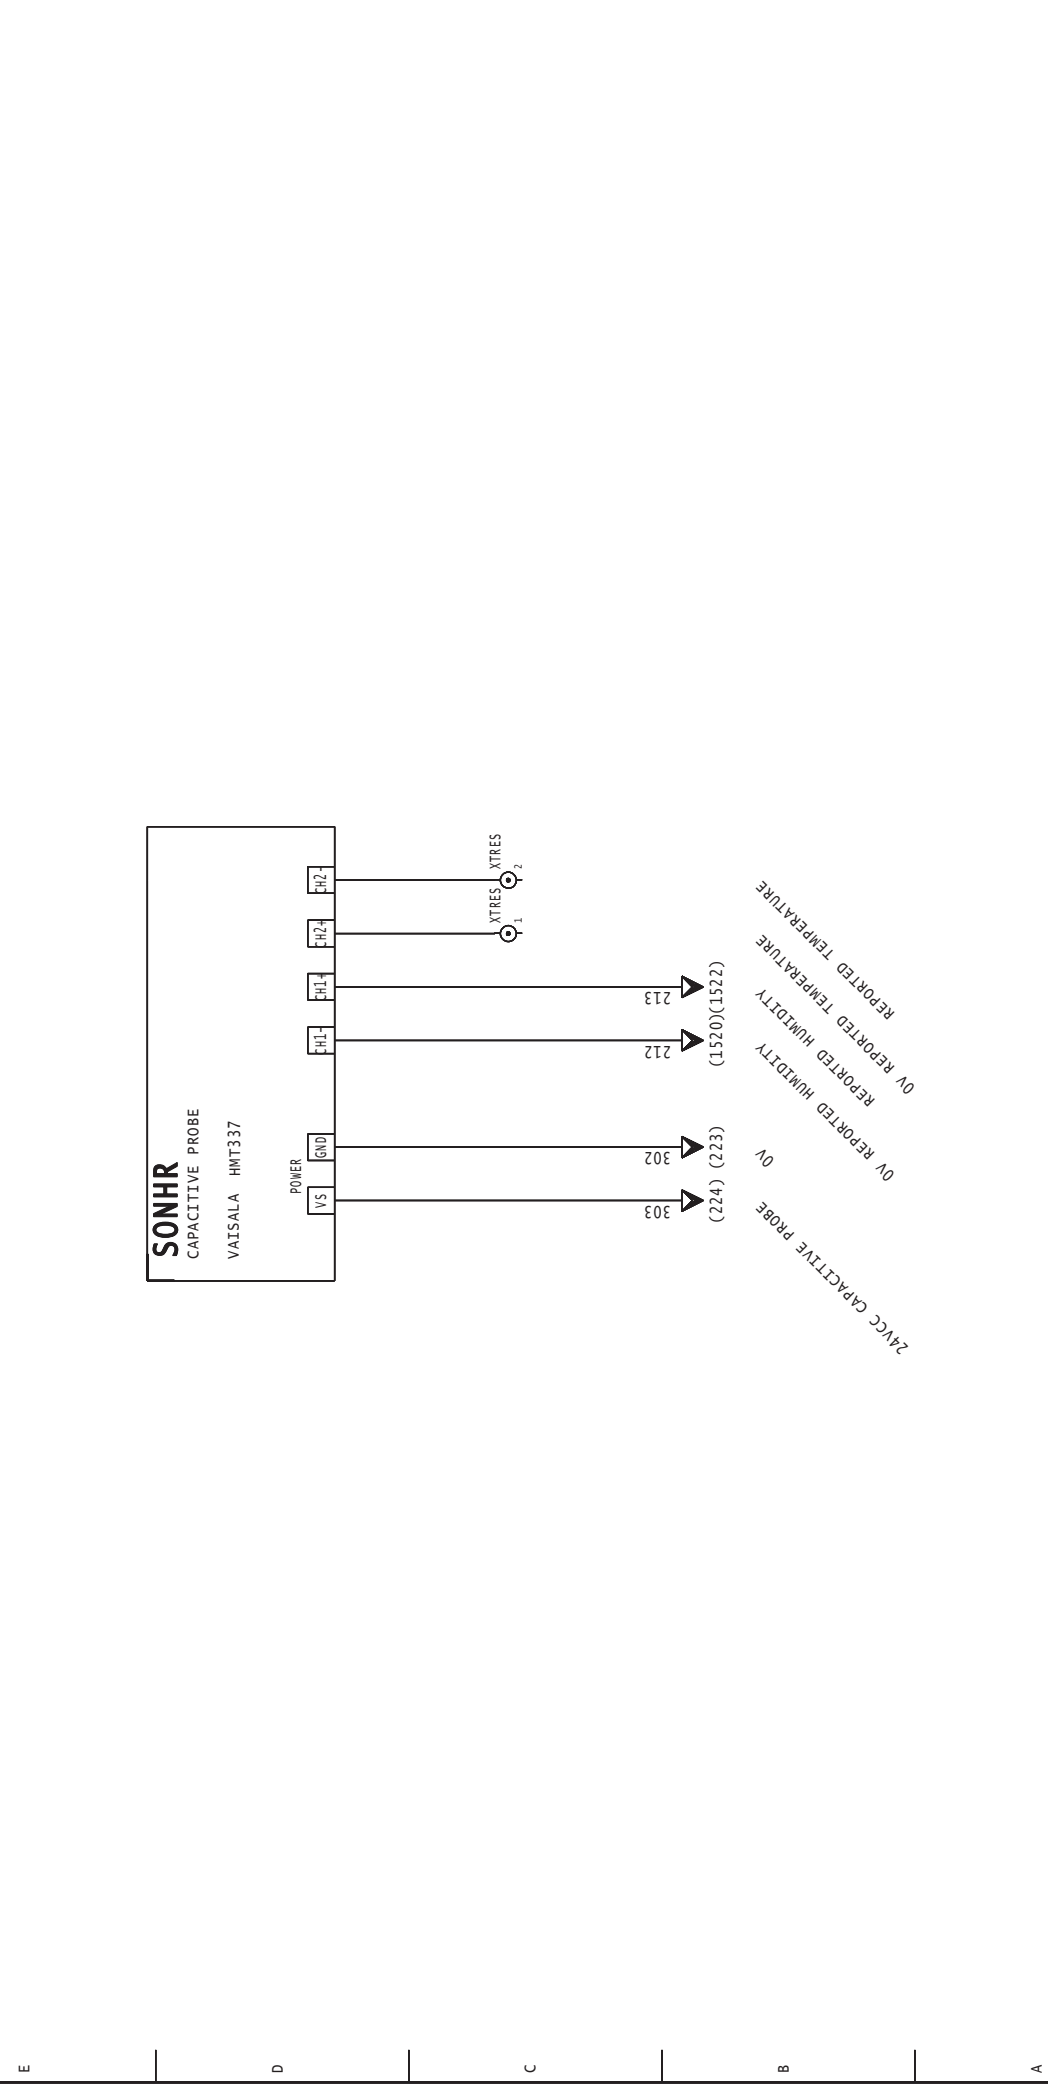 SONHR
CAPACITIVE PROBE
VAISALA HMT337
POWER
VS
GND
CH1-
CH1+
CH2+
CH2-
XTRES
1
XTRES
2
303
302
212
213
(224)
(223)
(1520)
(1522)
24VCC CAPACITIVE PROBE
0V
0V REPORTED HUMIDITY
REPORTED HUMIDITY
0V REPORTED TEMPERATURE
REPORTED TEMPERATURE
E
D
C
B
A